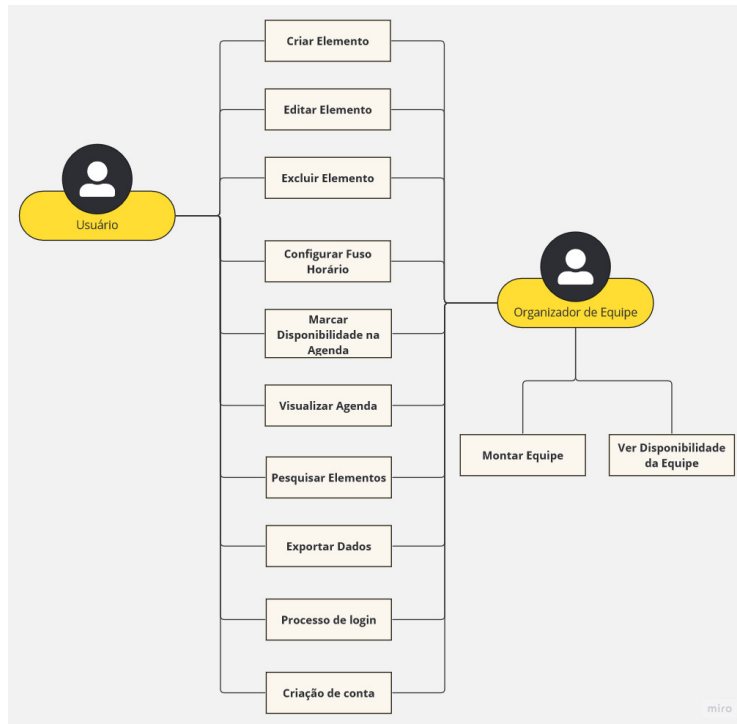 Criar Elemento
Editar Elemento
Excluir Elemento
Usuário
Configurar Fuso
Horário
Marcar
Disponibilidade na
Agenda
Organizador de Equipe
Visualizar Agenda
Montar Equipe
Ver Disponibilidade
da Equipe
Pesquisar Elementos
Exportar Dados
Processo de login
Criação de conta
miro